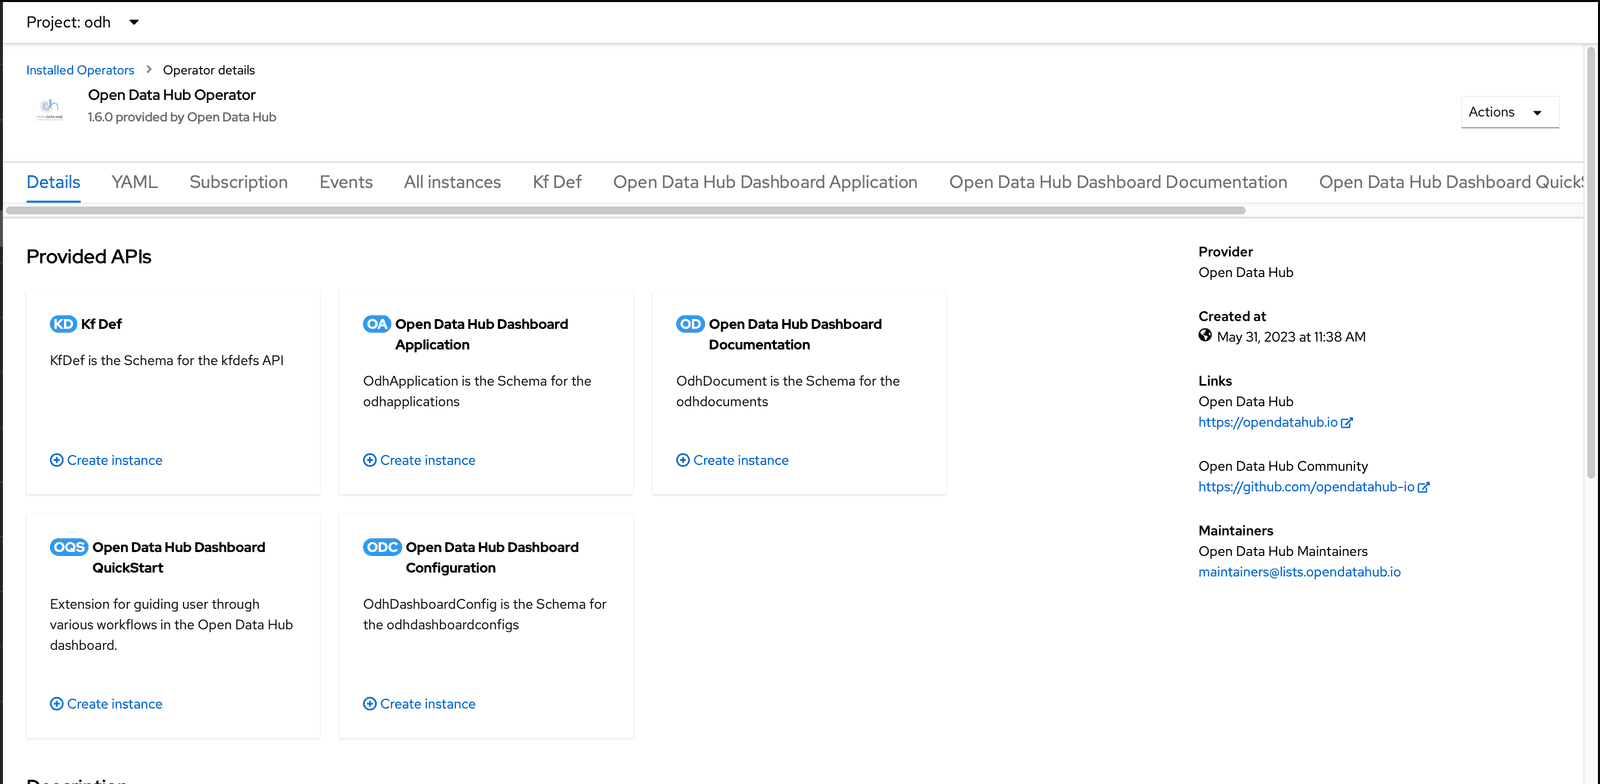 Project: odh
Installed Operators
Operator details
Open Data Hub Operator
1.6.0 provided by Open Data Hub
Actions
Details
YAML
Subscription
Events
All instances
Kf Def
Open Data Hub Dashboard Application
Open Data Hub Dashboard Documentation
Open Data Hub Dashboard Quick
Provided APIs
KD Kf Def
KfDef is the Schema for the kfdefs API
Create instance
OA Open Data Hub Dashboard
Application
OdhApplication is the Schema for the
odhapplications
Create instance
OD Open Data Hub Dashboard
Documentation
OdhDocument is the Schema for the
odhdocuments
Create instance
OQS Open Data Hub Dashboard
QuickStart
Extension for guiding user through
various workflows in the Open Data Hub
dashboard.
Create instance
ODC Open Data Hub Dashboard
Configuration
OdhDashboardConfig is the Schema for
the odhdashboardconfigs
Create instance
Provider
Open Data Hub
Created at
May 31, 2023 at 11:38 AM
Links
Open Data Hub
https://opendatahub.io
Open Data Hub Community
https://github.com/opendatahub-io
Maintainers
Open Data Hub Maintainers
maintainers@lists.opendatahub.io